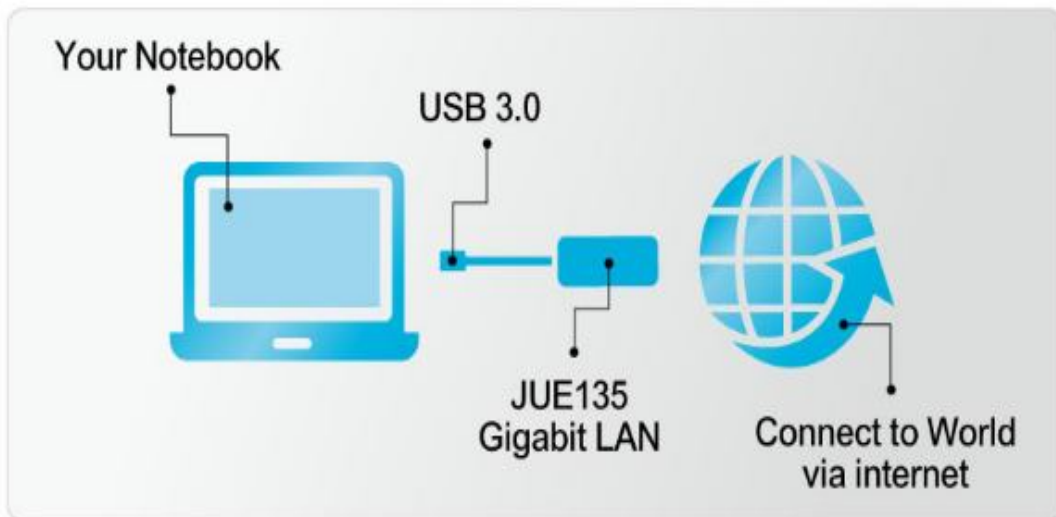 Your Notebook
USB 3.0
JUE135
Gigabit LAN
Connect to World
via internet